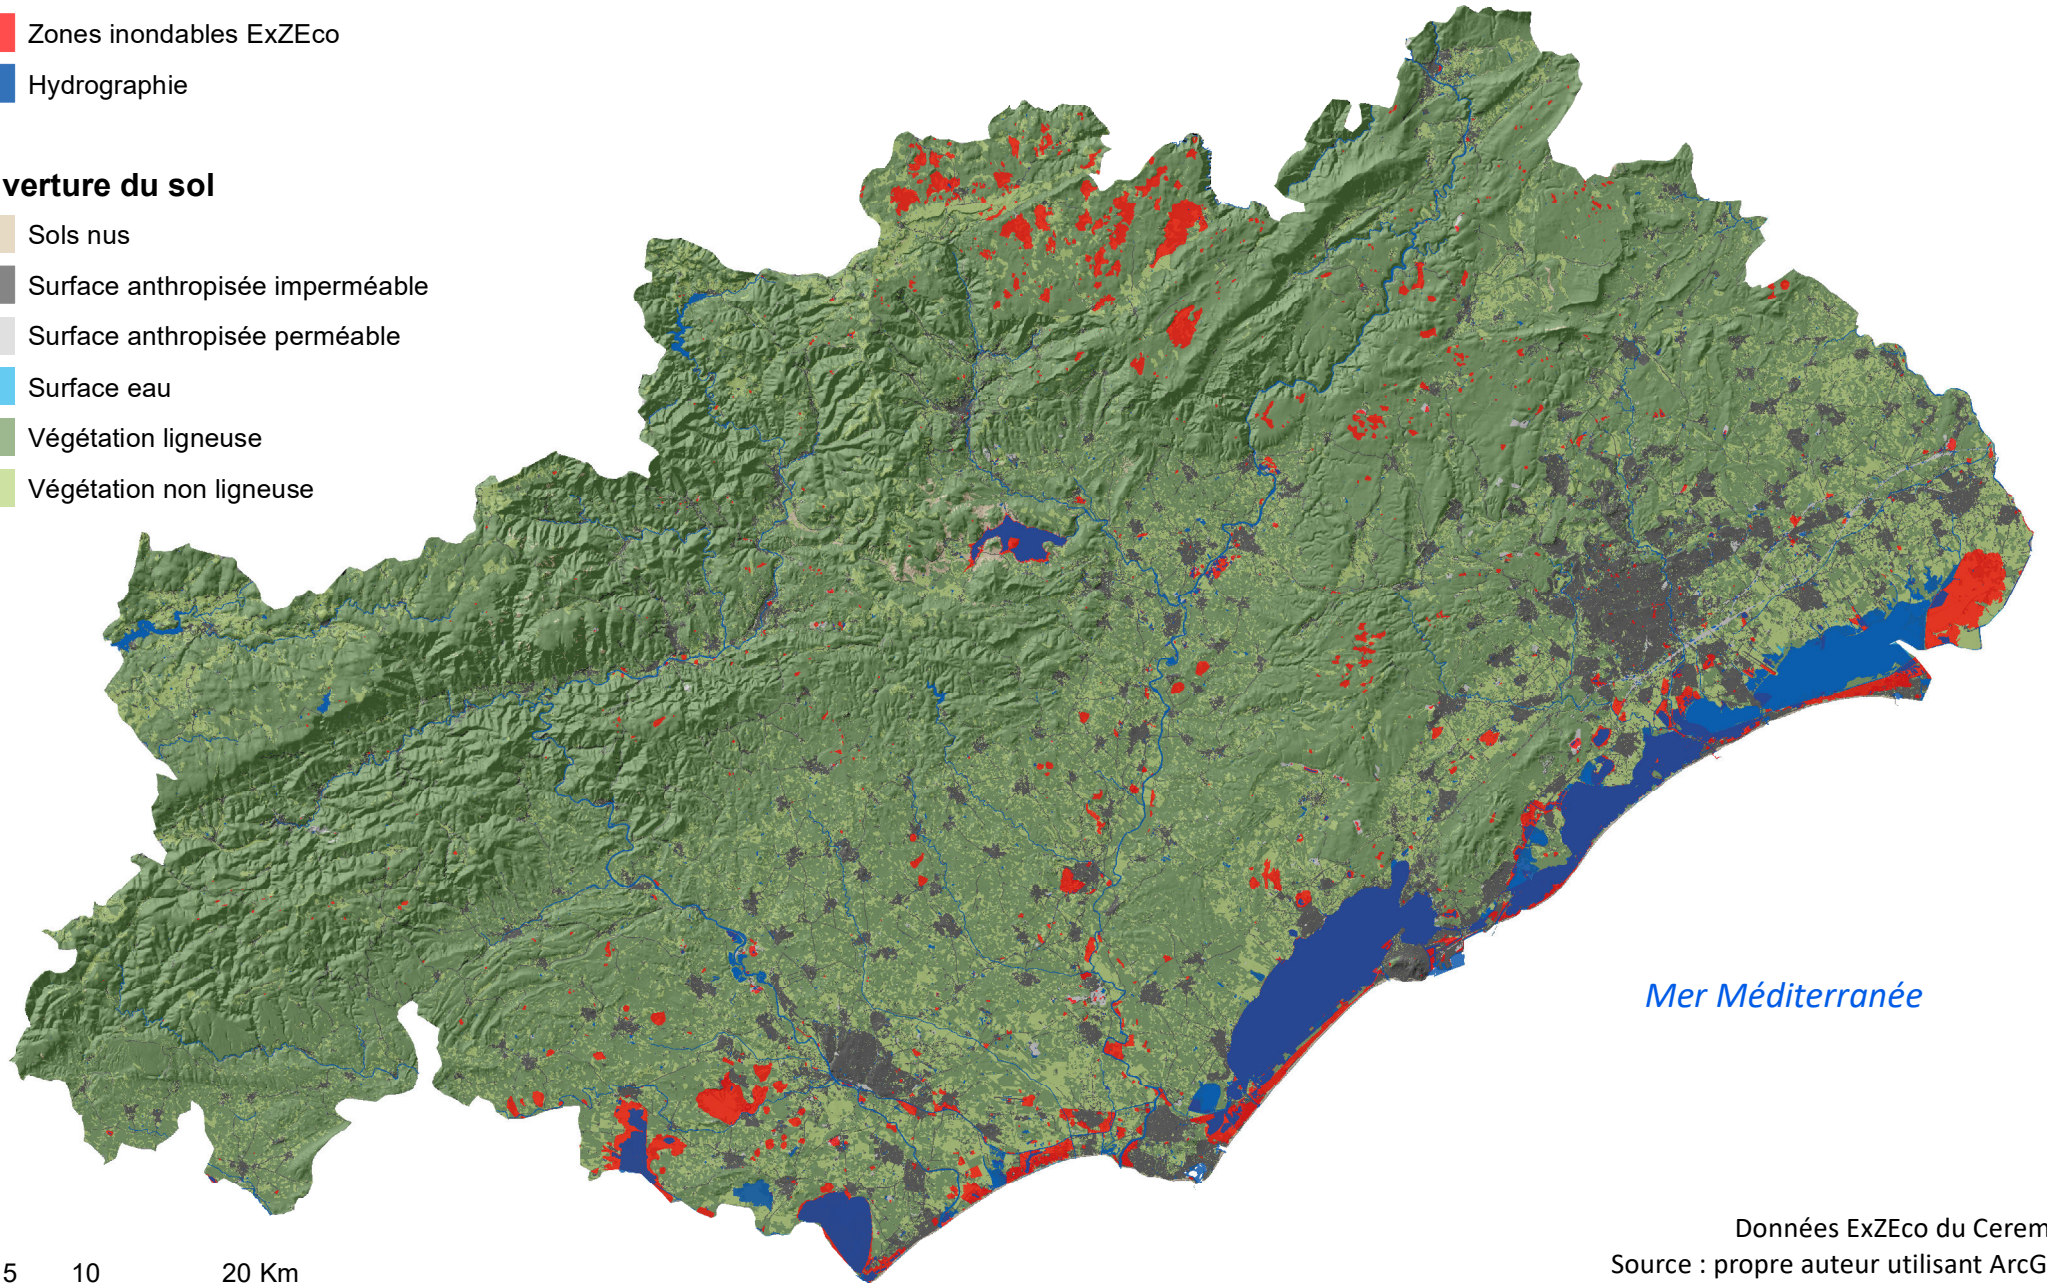 Zones inondables ExZEco
Hydrographie
verture du sol
Sols nus
Surface anthropisée imperméable
Surface anthropisée perméable
Surface eau
Végétation ligneuse
Végétation non ligneuse
Mer Méditerranée
Données ExZEco du Cerem
Source : propre auteur utilisant ArcG
5 10 20 Km